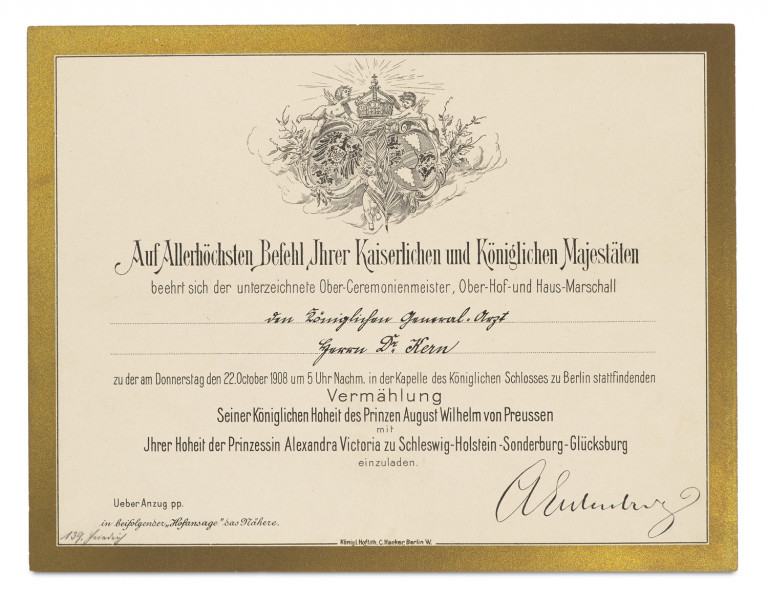 Auf Allerhöchsten Befehl Ihrer Kaiserlichen und Königlichen Majestäten
beehrt sich der unterzeichnete Ober-Ceremonienmeister, Ober-Hof-und Haus-Marschall
den Königlichen General-Arzt
Herrn Dr. Kern
zu der am Donnerstag den 22. October 1908 um 5 Uhr Nachm. in der Kapelle des Königlichen Schlosses zu Berlin stattfindenden
Vermählung
Seiner Königlichen Hoheit des Prinzen August Wilhelm von Preussen
mit
Ihrer Hoheit der Prinzessin Alexandra Victoria zu Schleswig-Holstein-Sonderburg-Glücksburg
einzuladen.
Ueber Anzug pp.
in beifolgender „Hofansage" das Nähere.
A Eulenburg
139.
Königl. Hoflith. C. Hacker Berlin W.